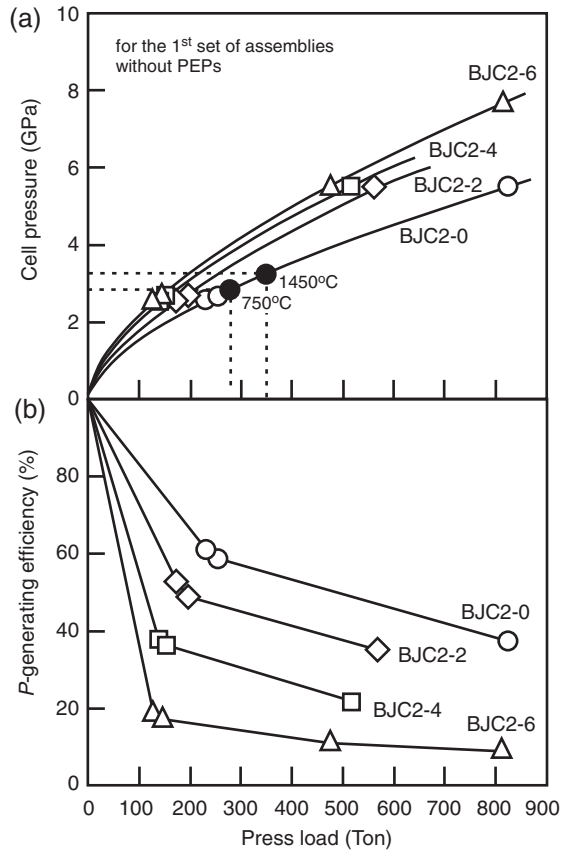 (a)
10
8
6
4
2
0
Cell pressure (GPa)
for the 1st set of assemblies
without PEPs
BJC2-6
BJC2-4
BJC2-2
BJC2-0
1450°C
750°C
(b)
80
60
40
20
0
P-generating efficiency (%)
BJC2-0
BJC2-2
BJC2-4
BJC2-6
0 100 200 300 400 500 600 700 800 900
Press load (Ton)